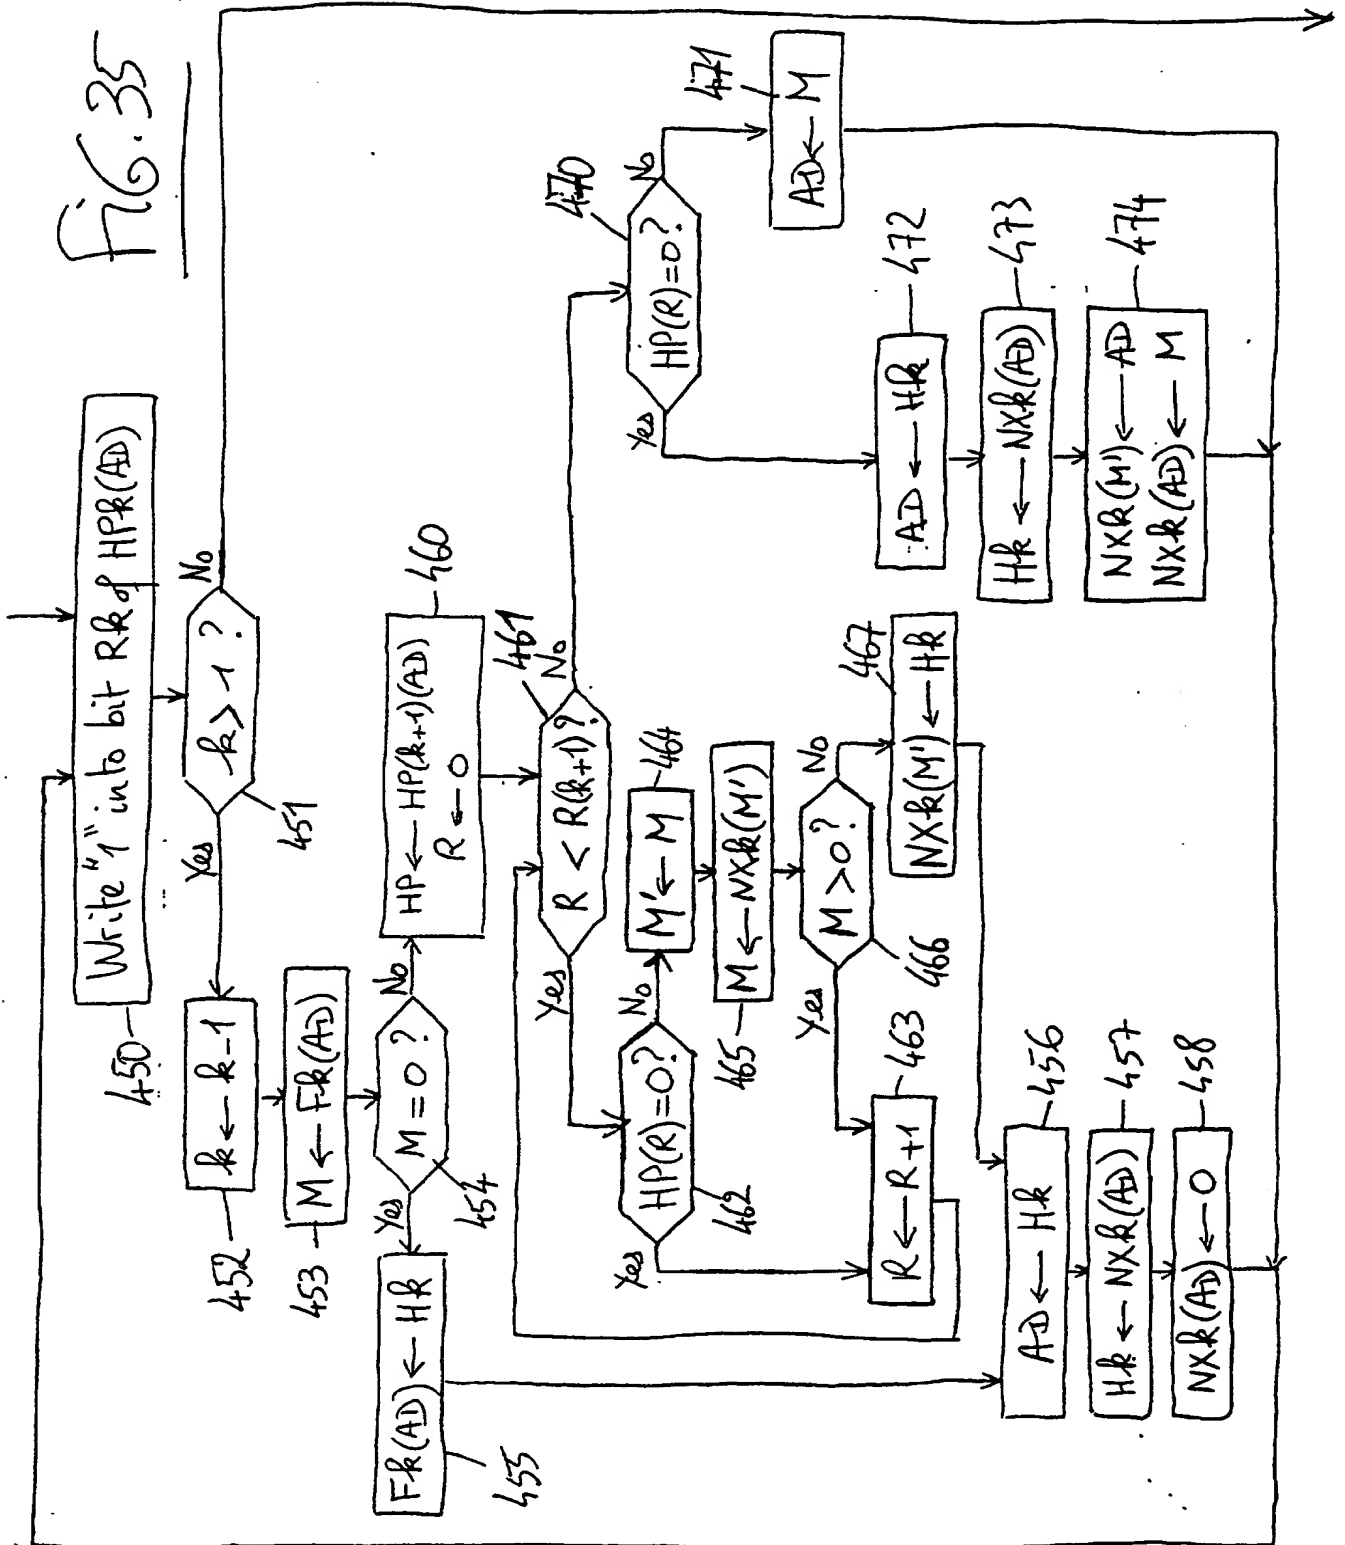 Fig.35
Write "1" into bit Rk of HPk(AD)
450
k > 1 ?
451
No
Yes
k ← k-1
452
M ← Fk(AD)
453
M = 0 ?
454
Yes
No
Fk(AD) ← Hk
455
HP ← HP(k+1)(AD)
R ← 0
460
R < R(k+1)?
461
Yes
No
HP(R)=0?
462
Yes
No
M' ← M
464
M ← NXk(M')
465
M > 0?
466
Yes
No
R ← R+1
463
NXk(M') ← Hk
467
AD ← Hk
456
Hk ← NXk(AD)
457
NXk(AD) ← 0
458
HP(R)=0?
470
Yes
No
AD ← M
471
AD ← Hk
472
Hk ← NXk(AD)
473
NXk(M') ← AD
NXk(AD) ← M
474